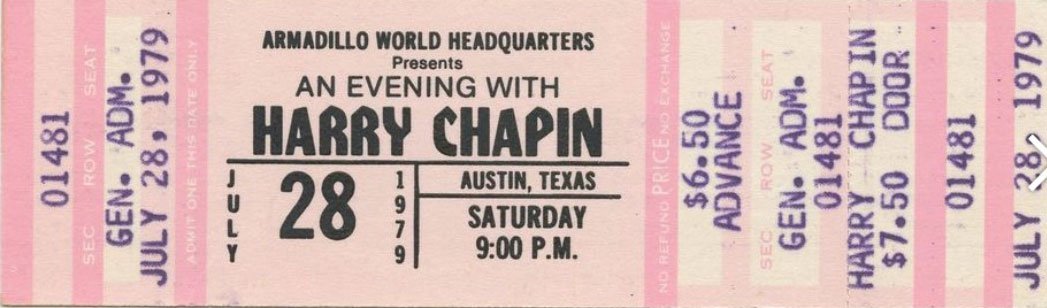 01481
SEC ROW SEAT
GEN. ADM.
JULY 28, 1979
ADMIT ONE THIS DATE ONLY
ARMADILLO WORLD HEADQUARTERS
Presents
AN EVENING WITH
HARRY CHAPIN
JULY
28
1979
AUSTIN, TEXAS
SATURDAY
9:00 P.M.
NO REFUND PRICE NO EXCHANGE
$6.50
ADVANCE
SEC ROW SEAT
GEN. ADM.
01481
HARRY CHAPIN
$7.50 DOOR
01481
JULY 28 1979